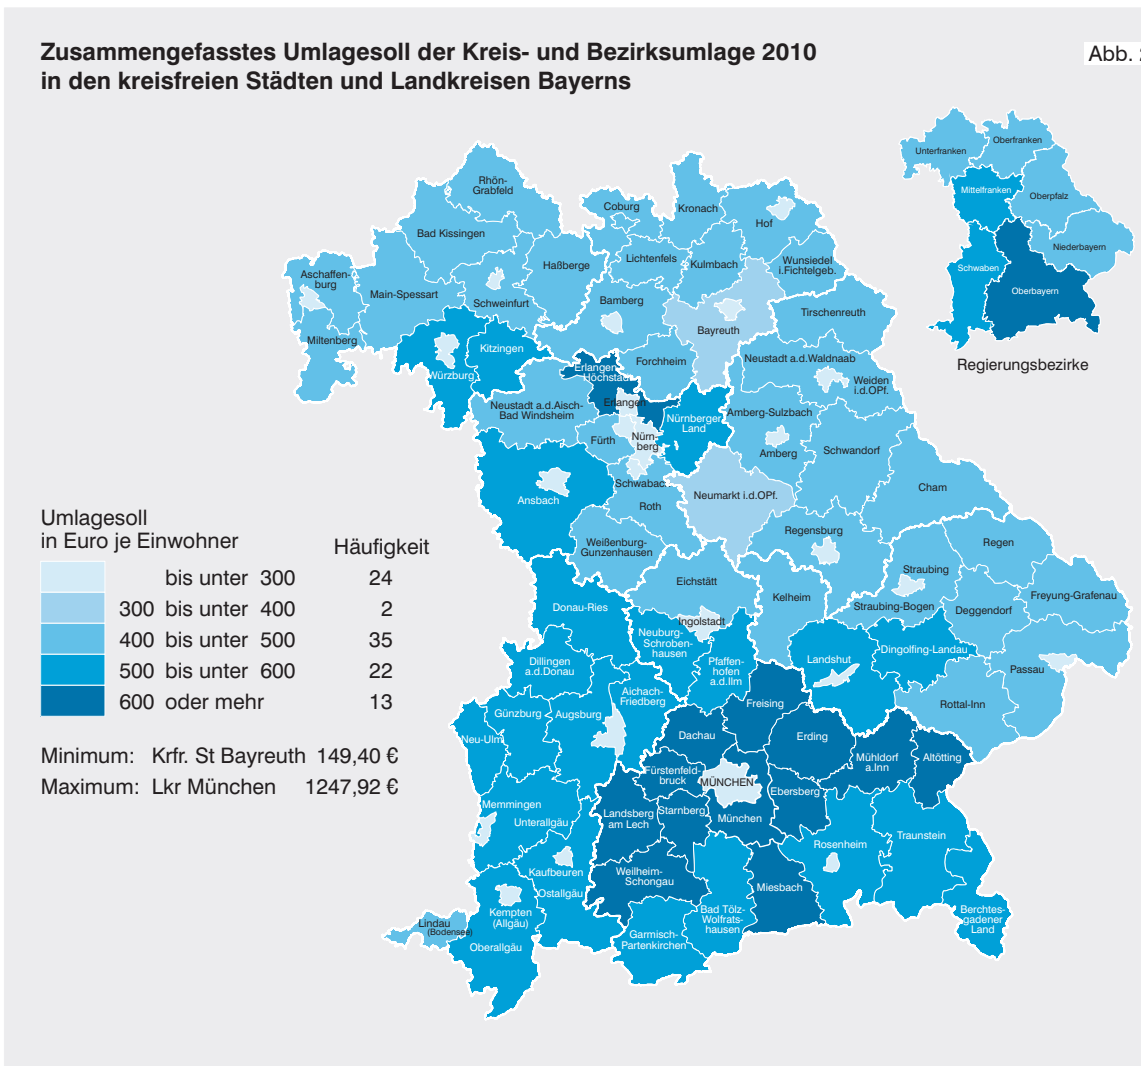 Zusammengefasstes Umlagesoll der Kreis- und Bezirksumlage 2010
in den kreisfreien Städten und Landkreisen Bayerns
Abb.
Unterfranken
Oberfranken
Mittelfranken
Oberpfalz
Niederbayern
Schwaben
Oberbayern
Regierungsbezirke
Rhön-
Grabfeld
Bad Kissingen
Coburg
Kronach
Hof
Lichtenfels
Kulmbach
Wunsiedel
i.Fichtelgeb.
Haßberge
Aschaffen-
burg
Main-Spessart
Schweinfurt
Bamberg
Bayreuth
Tirschenreuth
Miltenberg
Würzburg
Kitzingen
Erlangen-
Höchstadt
Forchheim
Neustadt a.d.Waldnaab
Weiden
i.d.OPf.
Neustadt a.d.Aisch-
Bad Windsheim
Erlangen
Nürnberger
Land
Amberg-Sulzbach
Fürth
Nürn-
berg
Amberg
Schwandorf
Ansbach
Schwabach
Roth
Neumarkt i.d.OPf.
Cham
Weißenburg-
Gunzenhausen
Regensburg
Regen
Eichstätt
Straubing
Kelheim
Straubing-Bogen
Deggendorf
Freyung-Grafenau
Donau-Ries
Ingolstadt
Neuburg-
Schroben-
hausen
Pfaffen-
hofen
a.d.Ilm
Landshut
Dingolfing-Landau
Passau
Dillingen
a.d.Donau
Aichach-
Friedberg
Rottal-Inn
Günzburg
Augsburg
Freising
Neu-Ulm
Dachau
Erding
Mühldorf
a.Inn
Altötting
Fürstenfeld-
bruck
MÜNCHEN
Ebersberg
Memmingen
Unterallgäu
Landsberg
am Lech
Starnberg
München
Rosenheim
Traunstein
Kaufbeuren
Ostallgäu
Weilheim-
Schongau
Miesbach
Kempten
(Allgäu)
Bad Tölz-
Wolfrats-
hausen
Berchtes-
gadener
Land
Lindau
(Bodensee)
Oberallgäu
Garmisch-
Partenkirchen
Umlagesoll
in Euro je Einwohner Häufigkeit
bis unter 300 24
300 bis unter 400 2
400 bis unter 500 35
500 bis unter 600 22
600 oder mehr 13
Minimum: Krfr. St Bayreuth 149,40 €
Maximum: Lkr München 1247,92 €